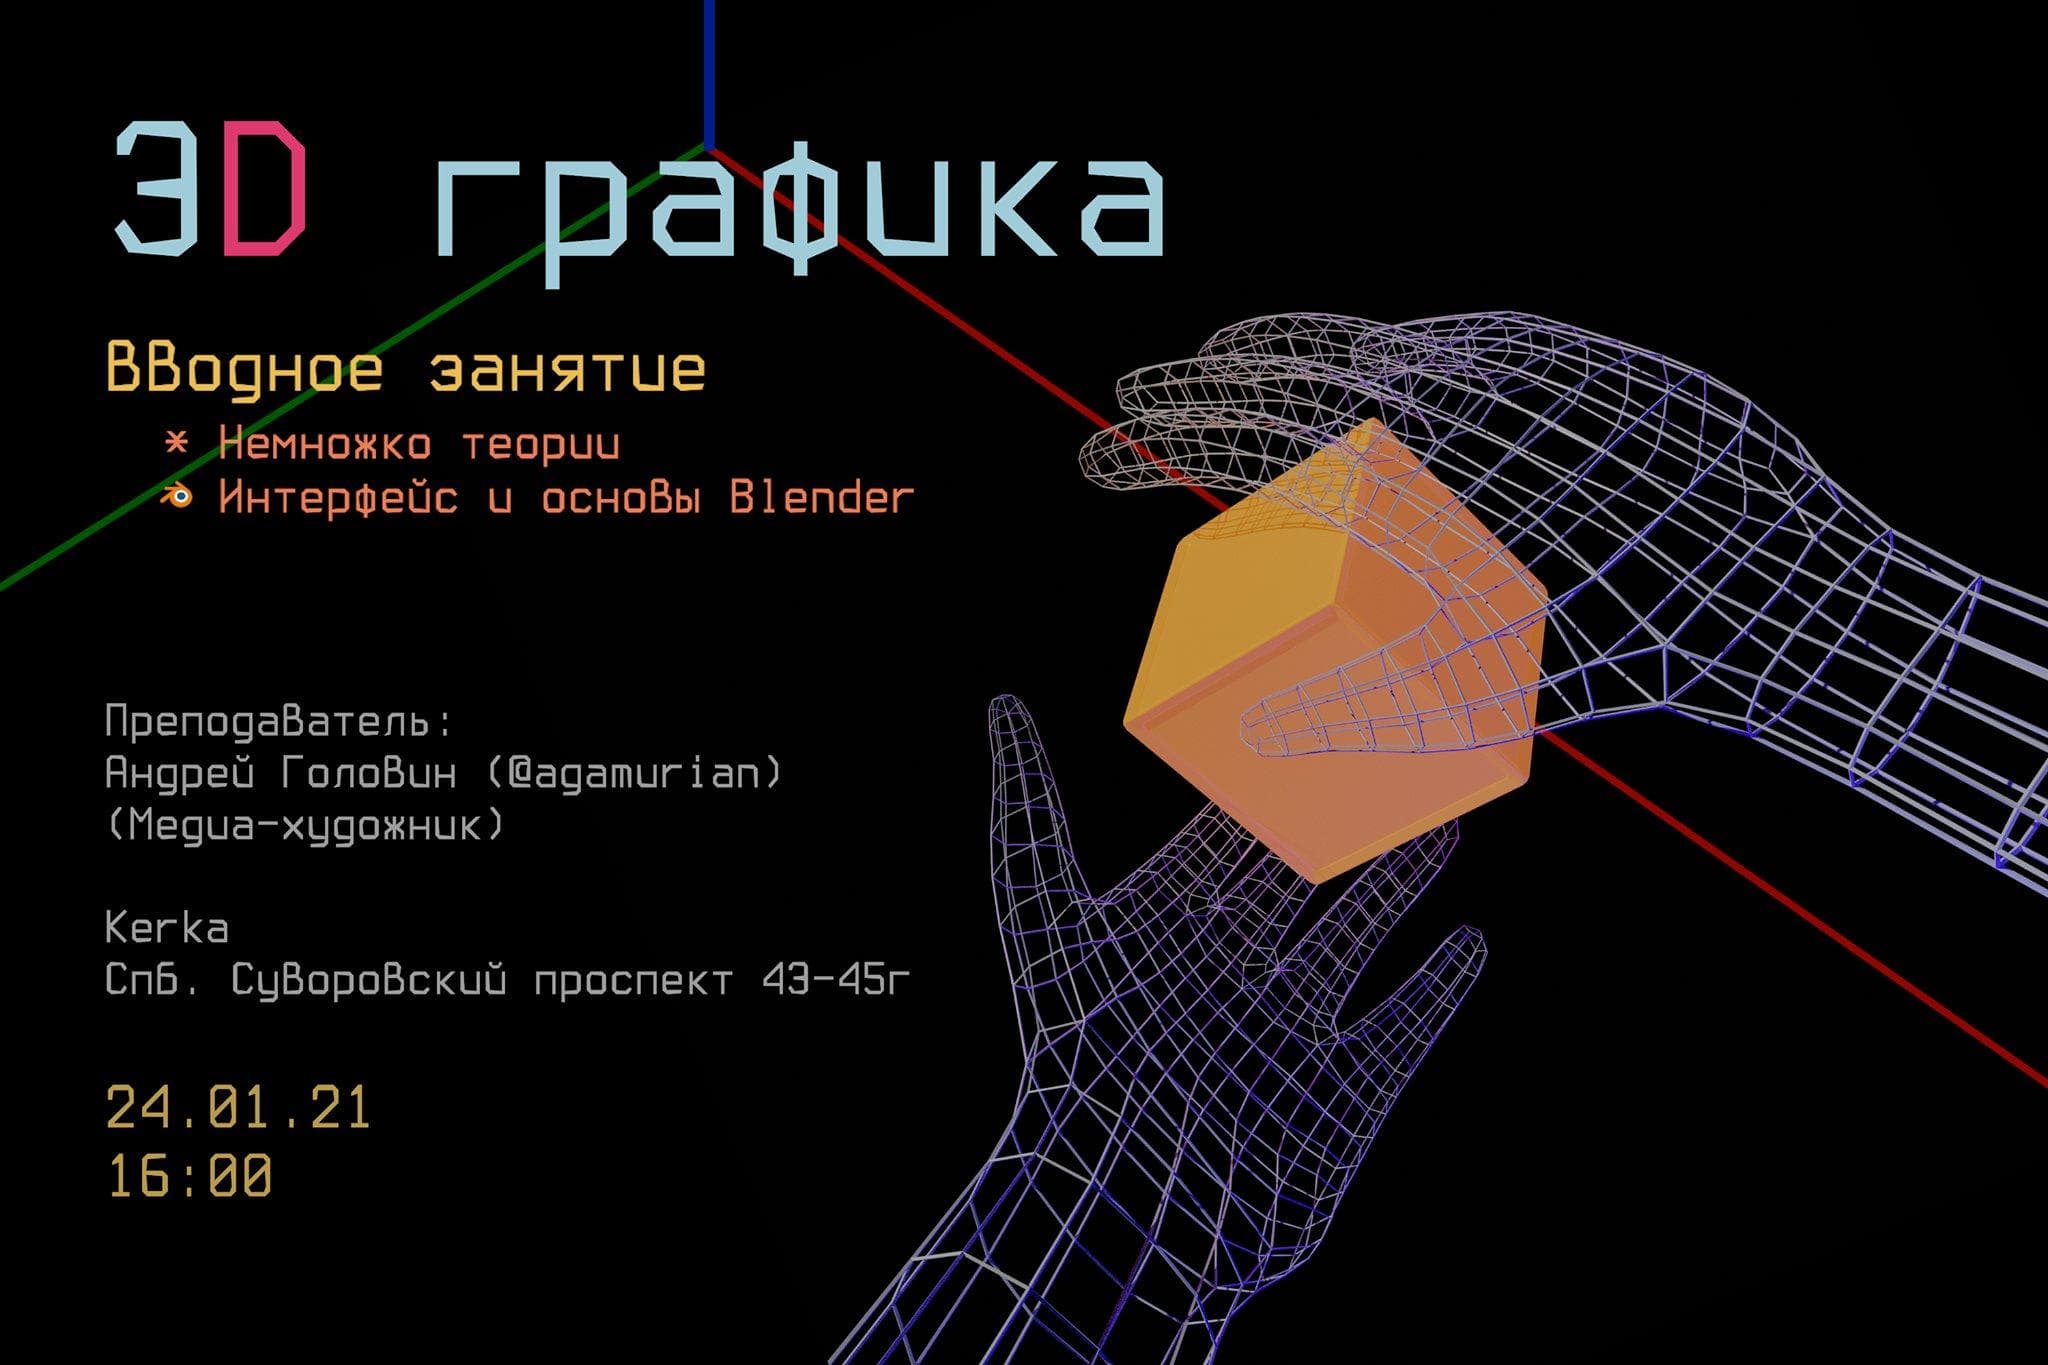 3D графика
Вводное занятие
* Немножко теории
Интерфейс и основы Blender
Преподаватель:
Андрей Головин (@agamurian)
(Медиа-художник)
Kerka
Спб. Суворовский проспект 43-45г
24.01.21
16:00